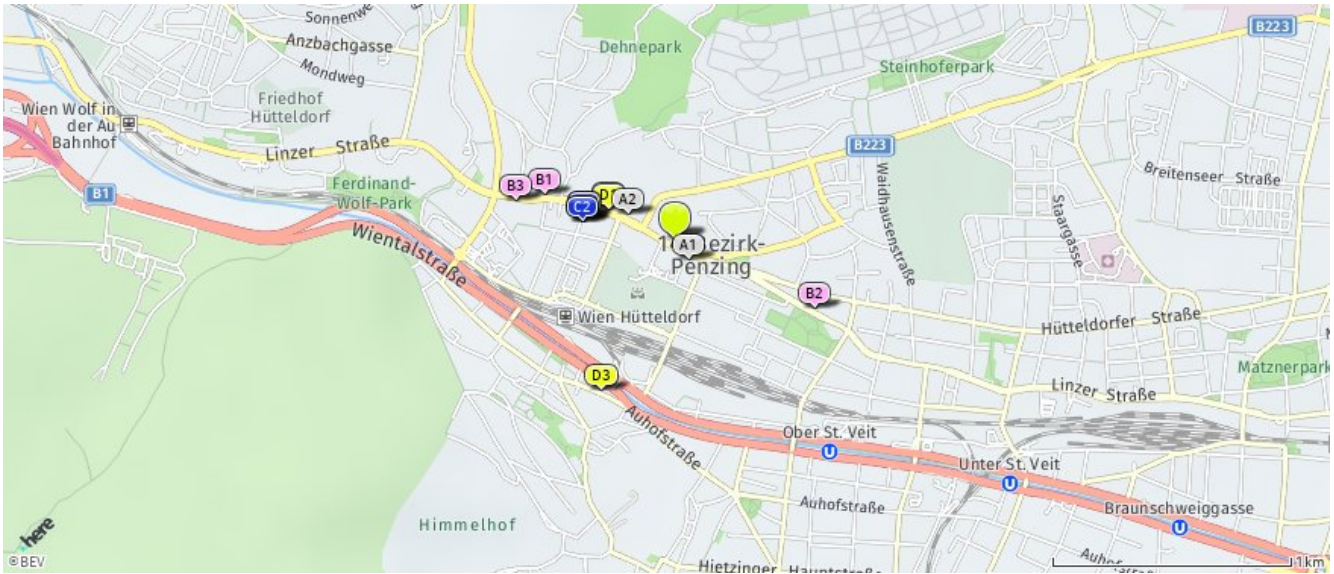 Sonnenwe
Anzbachgasse
Mondweg
Dehnepark
B223
Steinhoferpark
Friedhof
Hütteldorf
Wien Wolf in
der Au
Bahnhof
Linzer Straße
B223
Breitenseer Straße
Waidhausenstraße
Staargasse
B1
Ferdinand-
Wolf-Park
B3
B1
C2
A2
A1
Penzing
Wientalstraße
B2
Wien Hütteldorf
Hütteldorfer Straße
Matznerpark
D3
Linzer Straße
Auhofstraße
Ober St. Veit
U
Unter St. Veit
U
Auhofstraße
Braunschweiggasse
U
Himmelhof
here
©BEV
Hietzinger
1km